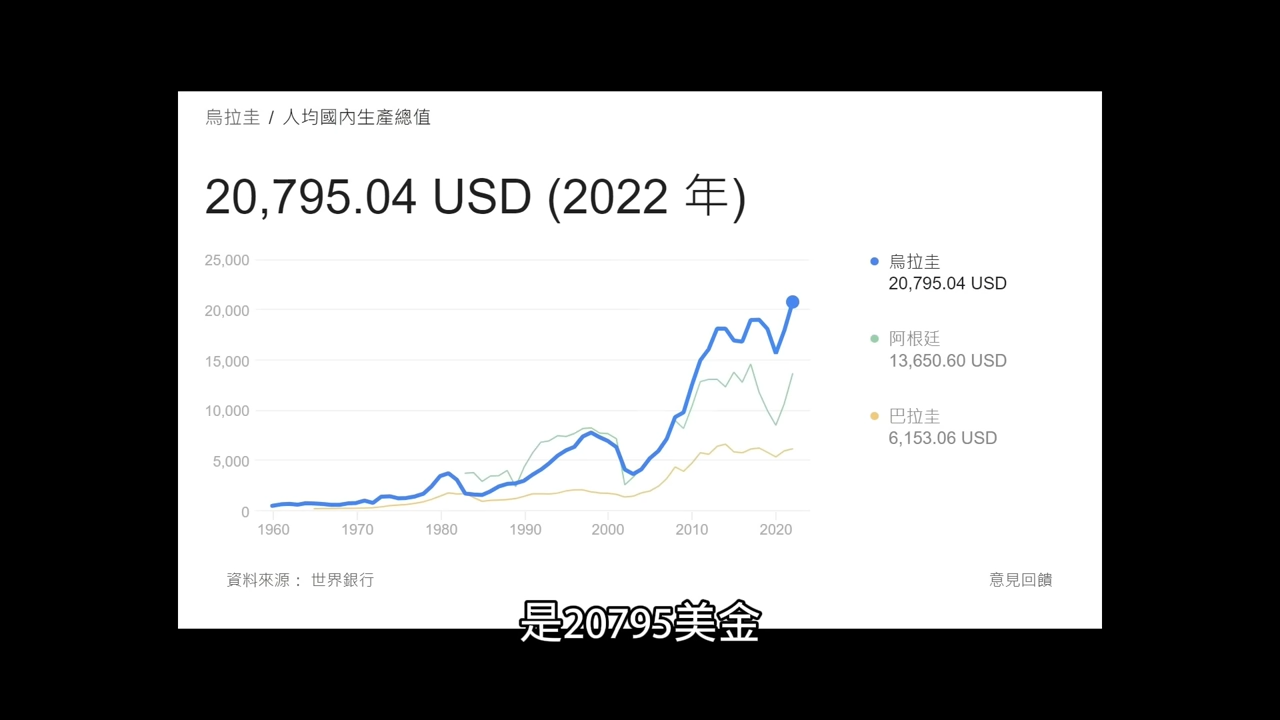 烏拉圭 / 人均國內生產總值
20,795.04 USD (2022 年)
25,000
20,000
15,000
10,000
5,000
0
1960 1970 1980 1990 2000 2010 2020
烏拉圭
20,795.04 USD
阿根廷
13,650.60 USD
巴拉圭
6,153.06 USD
資料來源： 世界銀行
意見回饋
是20795美金